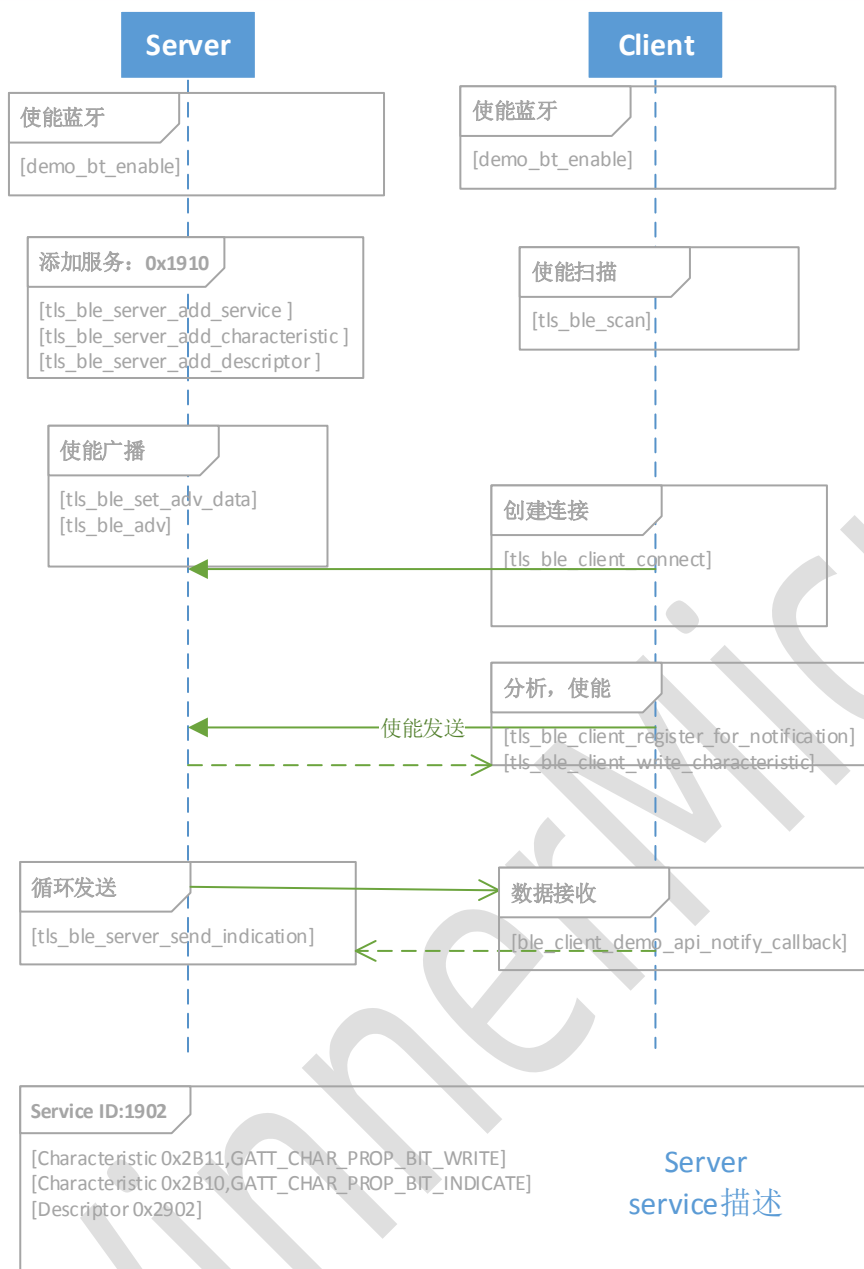 Server
Client
使能蓝牙
[demo_bt_enable]
使能蓝牙
[demo_bt_enable]
添加服务：0x1910
[tls_ble_server_add_service ]
[tls_ble_server_add_characteristic ]
[tls_ble_server_add_descriptor ]
使能扫描
[tls_ble_scan]
使能广播
[tls_ble_set_adv_data]
[tls_ble_adv]
创建连接
[tls_ble_client_connect]
分析，使能
使能发送
[tls_ble_client_register_for_notification]
[tls_ble_client_write_characteristic]
循环发送
[tls_ble_server_send_indication]
数据接收
[ble_client_demo_api_notify_callback]
Service ID:1902
[Characteristic 0x2B11,GATT_CHAR_PROP_BIT_WRITE]
[Characteristic 0x2B10,GATT_CHAR_PROP_BIT_INDICATE]
[Descriptor 0x2902]
Server
service描述
WinnerMic